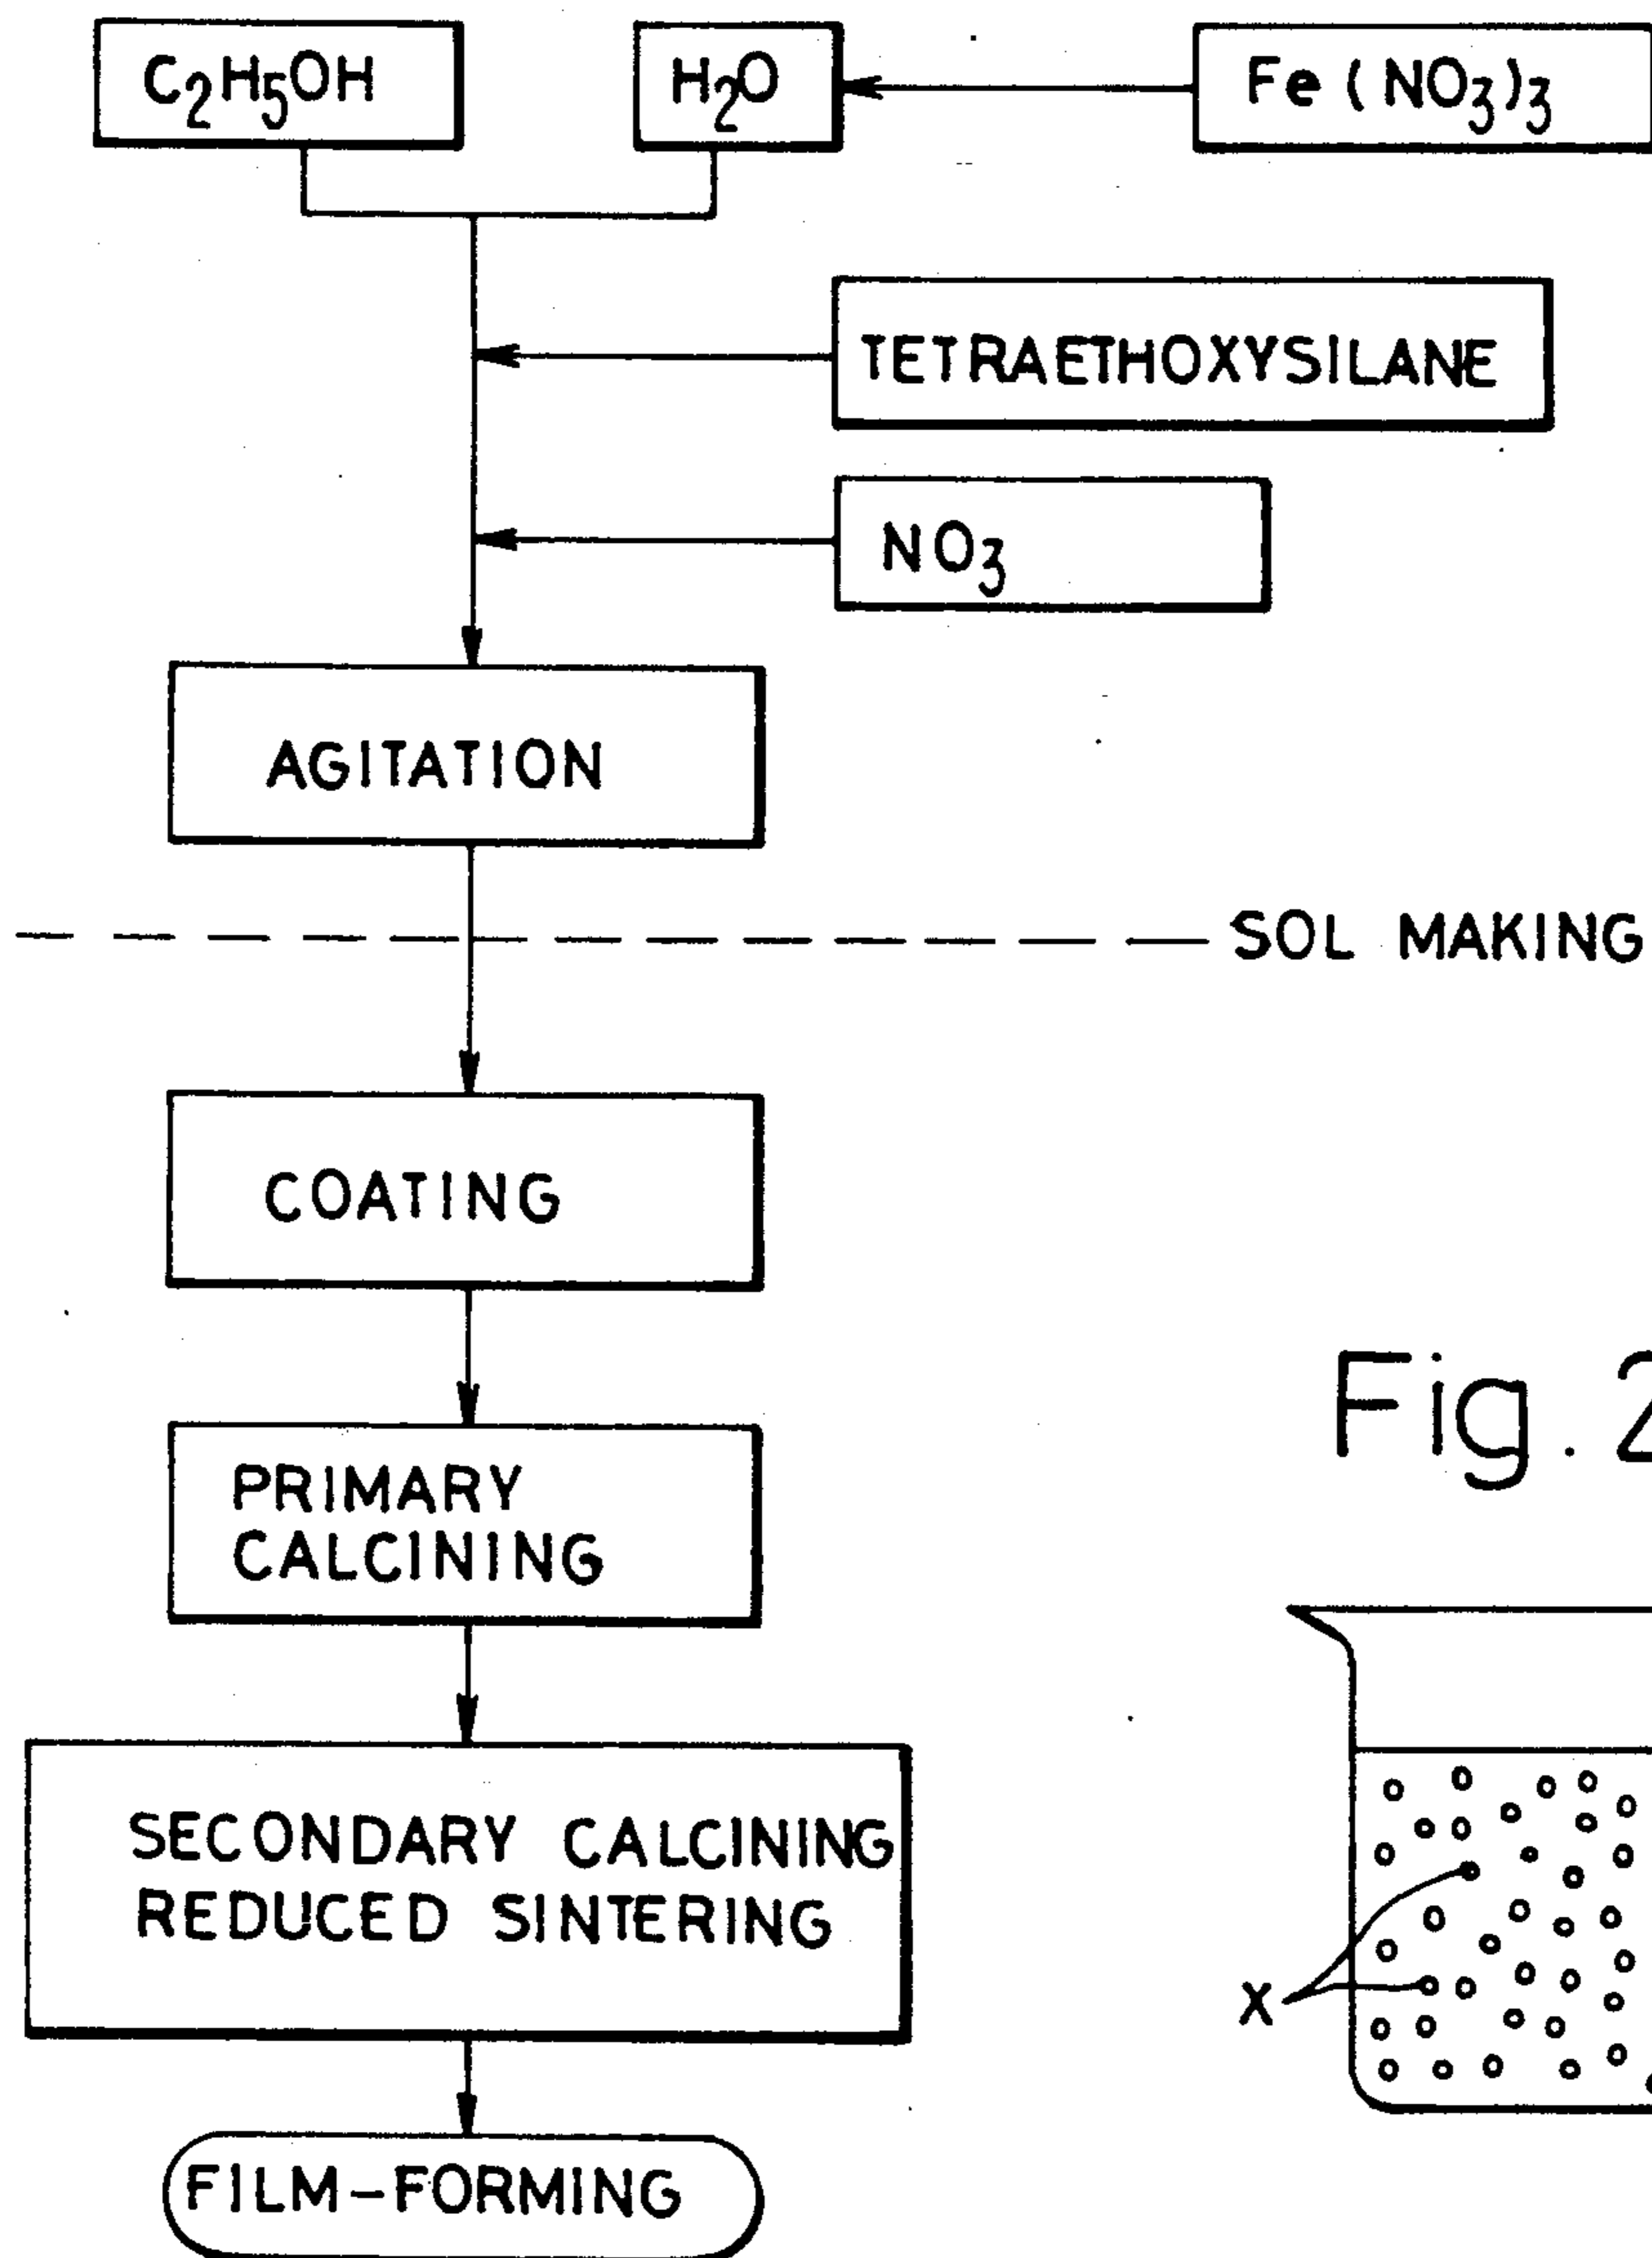 C₂H₅OH
H₂O
Fe(NO₃)₃
TETRAETHOXYSILANE
NO₃
AGITATION
SOL MAKING
COATING
PRIMARY
CALCINING
SECONDARY CALCINING
REDUCED SINTERING
FILM-FORMING
Fig. 2
X